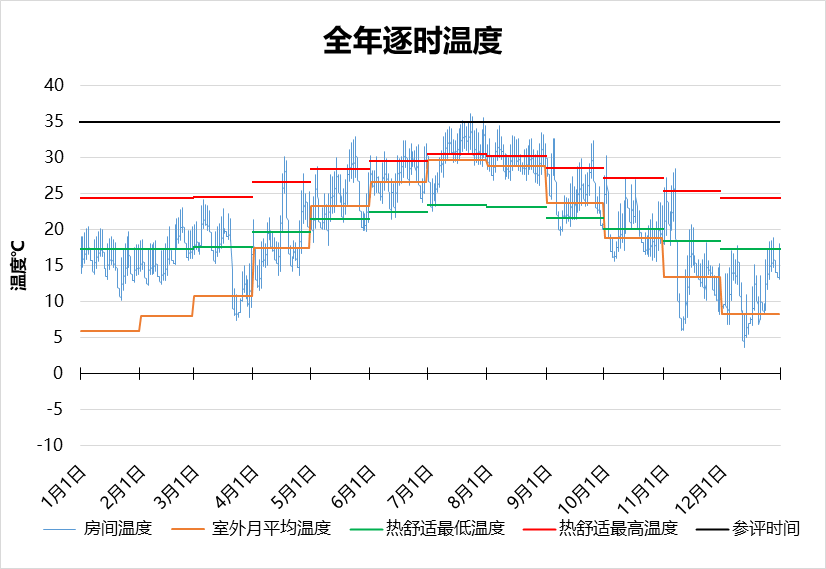 全年逐时温度
40
35
30
25
20
15
10
5
0
-5
-10
温度℃
1月1日
2月1日
3月1日
4月1日
5月1日
6月1日
7月1日
8月1日
9月1日
10月1日
11月1日
12月1日
房间温度 室外月平均温度 热舒适最低温度 热舒适最高温度 参评时间